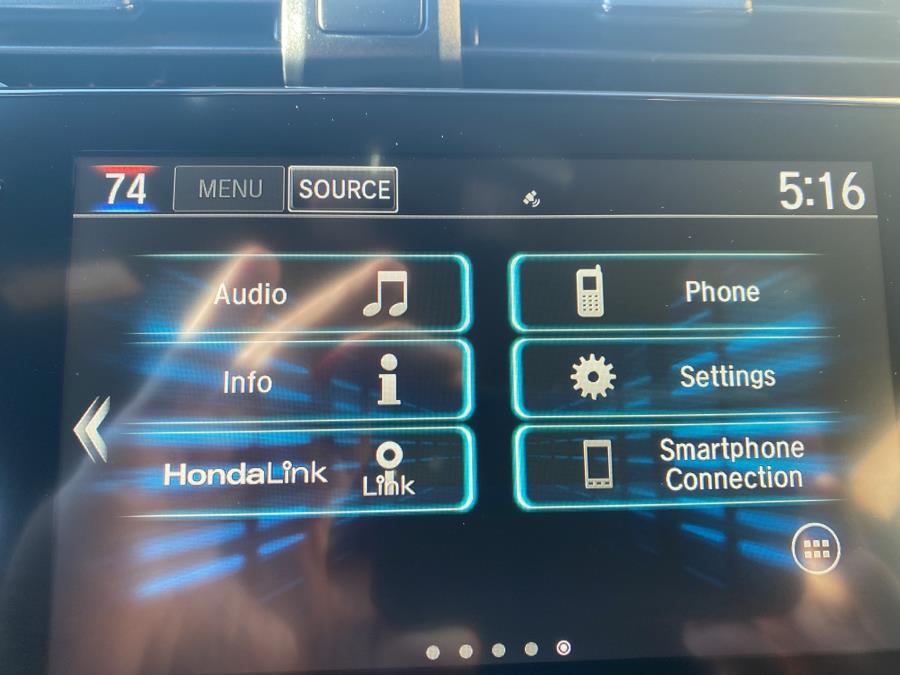 74 MENU SOURCE 5:16
Audio
Phone
Info
Settings
HondaLink
Link
Smartphone
Connection